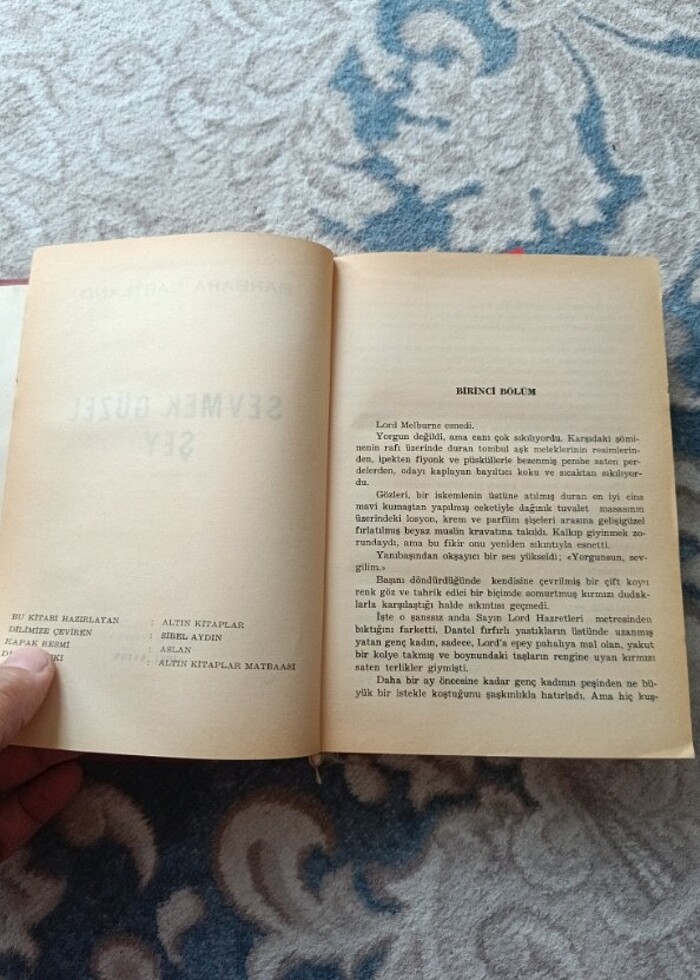 BARBARA CARTLAND
SEVMEK GÜZEL
ŞEY
BU KİTABI HAZIRLAYAN : ALTIN KİTAPLAR
DİLİMİZE ÇEVİREN : SİBEL AYDIN
KAPAK RESMİ : ASLAN
: ALTIN KİTAPLAR MATBAASI
BİRİNCİ BÖLÜM
Lord Melburne esnedi.
Yorgun değildi, ama canı çok sıkılıyordu. Karşıdaki şömi-
nenin rafı üzerinde duran tombul aşk meleklerinin resimlerin-
den, ipekten fiyonk ve püsküllerle bezenmiş pembe saten per-
delerden, odayı kaplayan bayıltıcı koku ve sıcaktan sıkılıyor-
du.
Gözleri, bir iskemlenin üstüne atılmış duran en iyi cins
mavi kumaştan yapılmış ceketiyle dağınık tuvalet masasının
üzerindeki losyon, krem ve parfüm şişeleri arasına gelişigüzel
fırlatılmış beyaz muslin kravatına takıldı. Kalkıp giyinmek zo-
rundaydı, ama bu fikir onu yeniden sıkıntıyla esnetti.
Yanıbaşından okşayıcı bir ses yükseldi; «Yorgunsun, sev-
gilim.»
Başını döndürdüğünde kendisine çevrilmiş bir çift koyu
renk göz ve tahrik edici bir biçimde somurtmuş kırmızı dudak-
larla karşılaştığı halde sıkıntısı geçmedi.
İşte o şanssız anda Sayın Lord Hazretleri metresinden
bıktığını farketti. Dantel fırfırlı yastıkların üstünde uzanmış
yatan genç kadın, sadece, Lord'a epey pahalıya mal olan, yakut
bir kolye takmış ve boynundaki taşların rengine uyan kırmızı
saten terlikler giymişti.
Daha bir ay öncesine kadar genç kadının peşinden ne bü-
yük bir istekle koştuğunu şaşkınlıkla hatırladı. Ama hiç kuş-